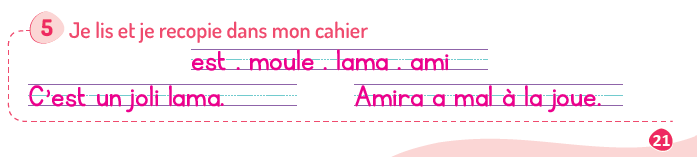 5 Je lis et je recopie dans mon cahier
est . moule . lama . ami
C'est un joli lama. Amira a mal à la joue.
21